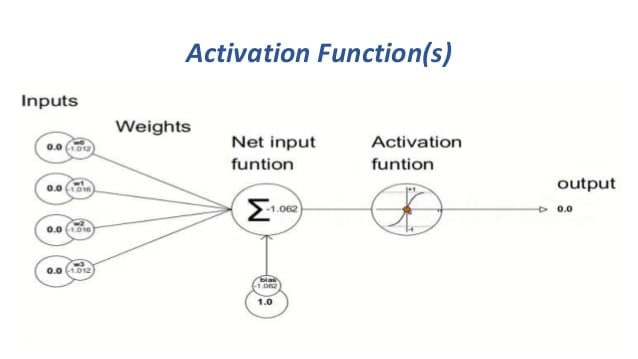 Activation Function(s)
Inputs
Weights
Net input
funtion
Activation
funtion
output
0.0
w0
-1.012
0.0
w1
-1.016
0.0
w2
-1.016
0.0
w3
-1.012
Σ-1.062
+1
-1
0.0
bias
-1.062
1.0